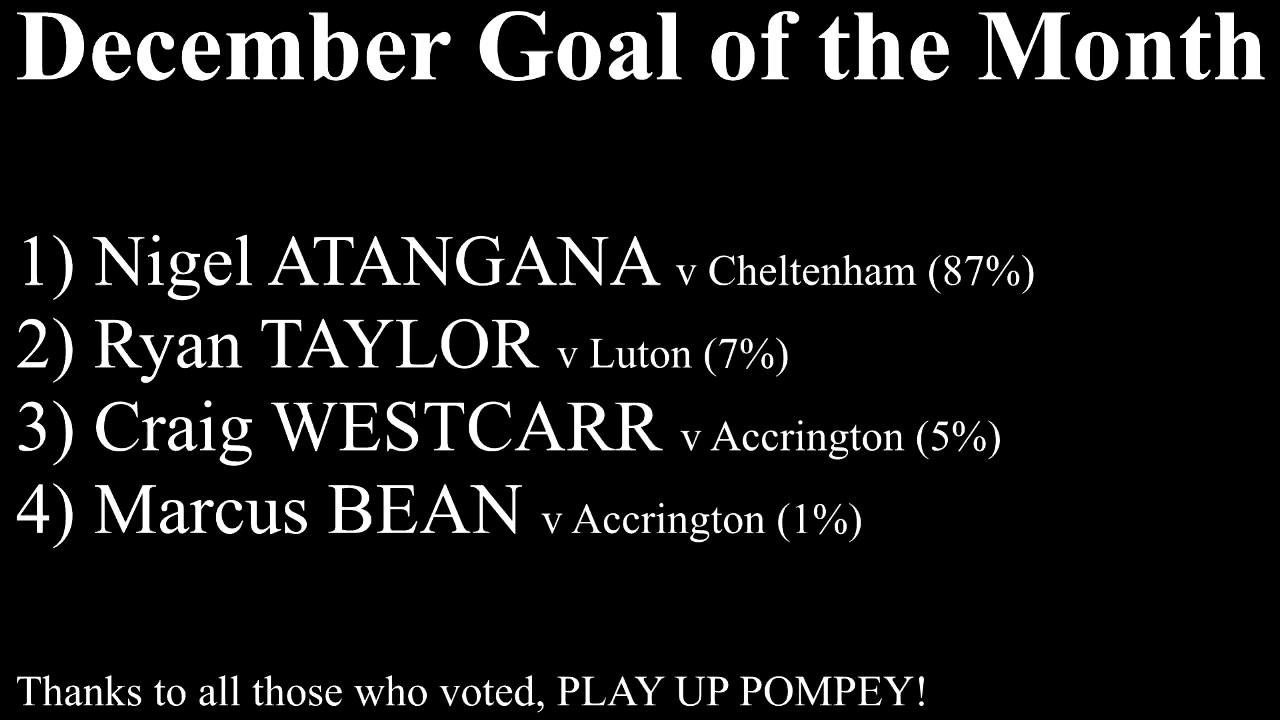 December Goal of the Month
1) Nigel ATANGANA v Cheltenham (87%)
2) Ryan TAYLOR v Luton (7%)
3) Craig WESTCARR v Accrington (5%)
4) Marcus BEAN v Accrington (1%)
Thanks to all those who voted, PLAY UP POMPEY!